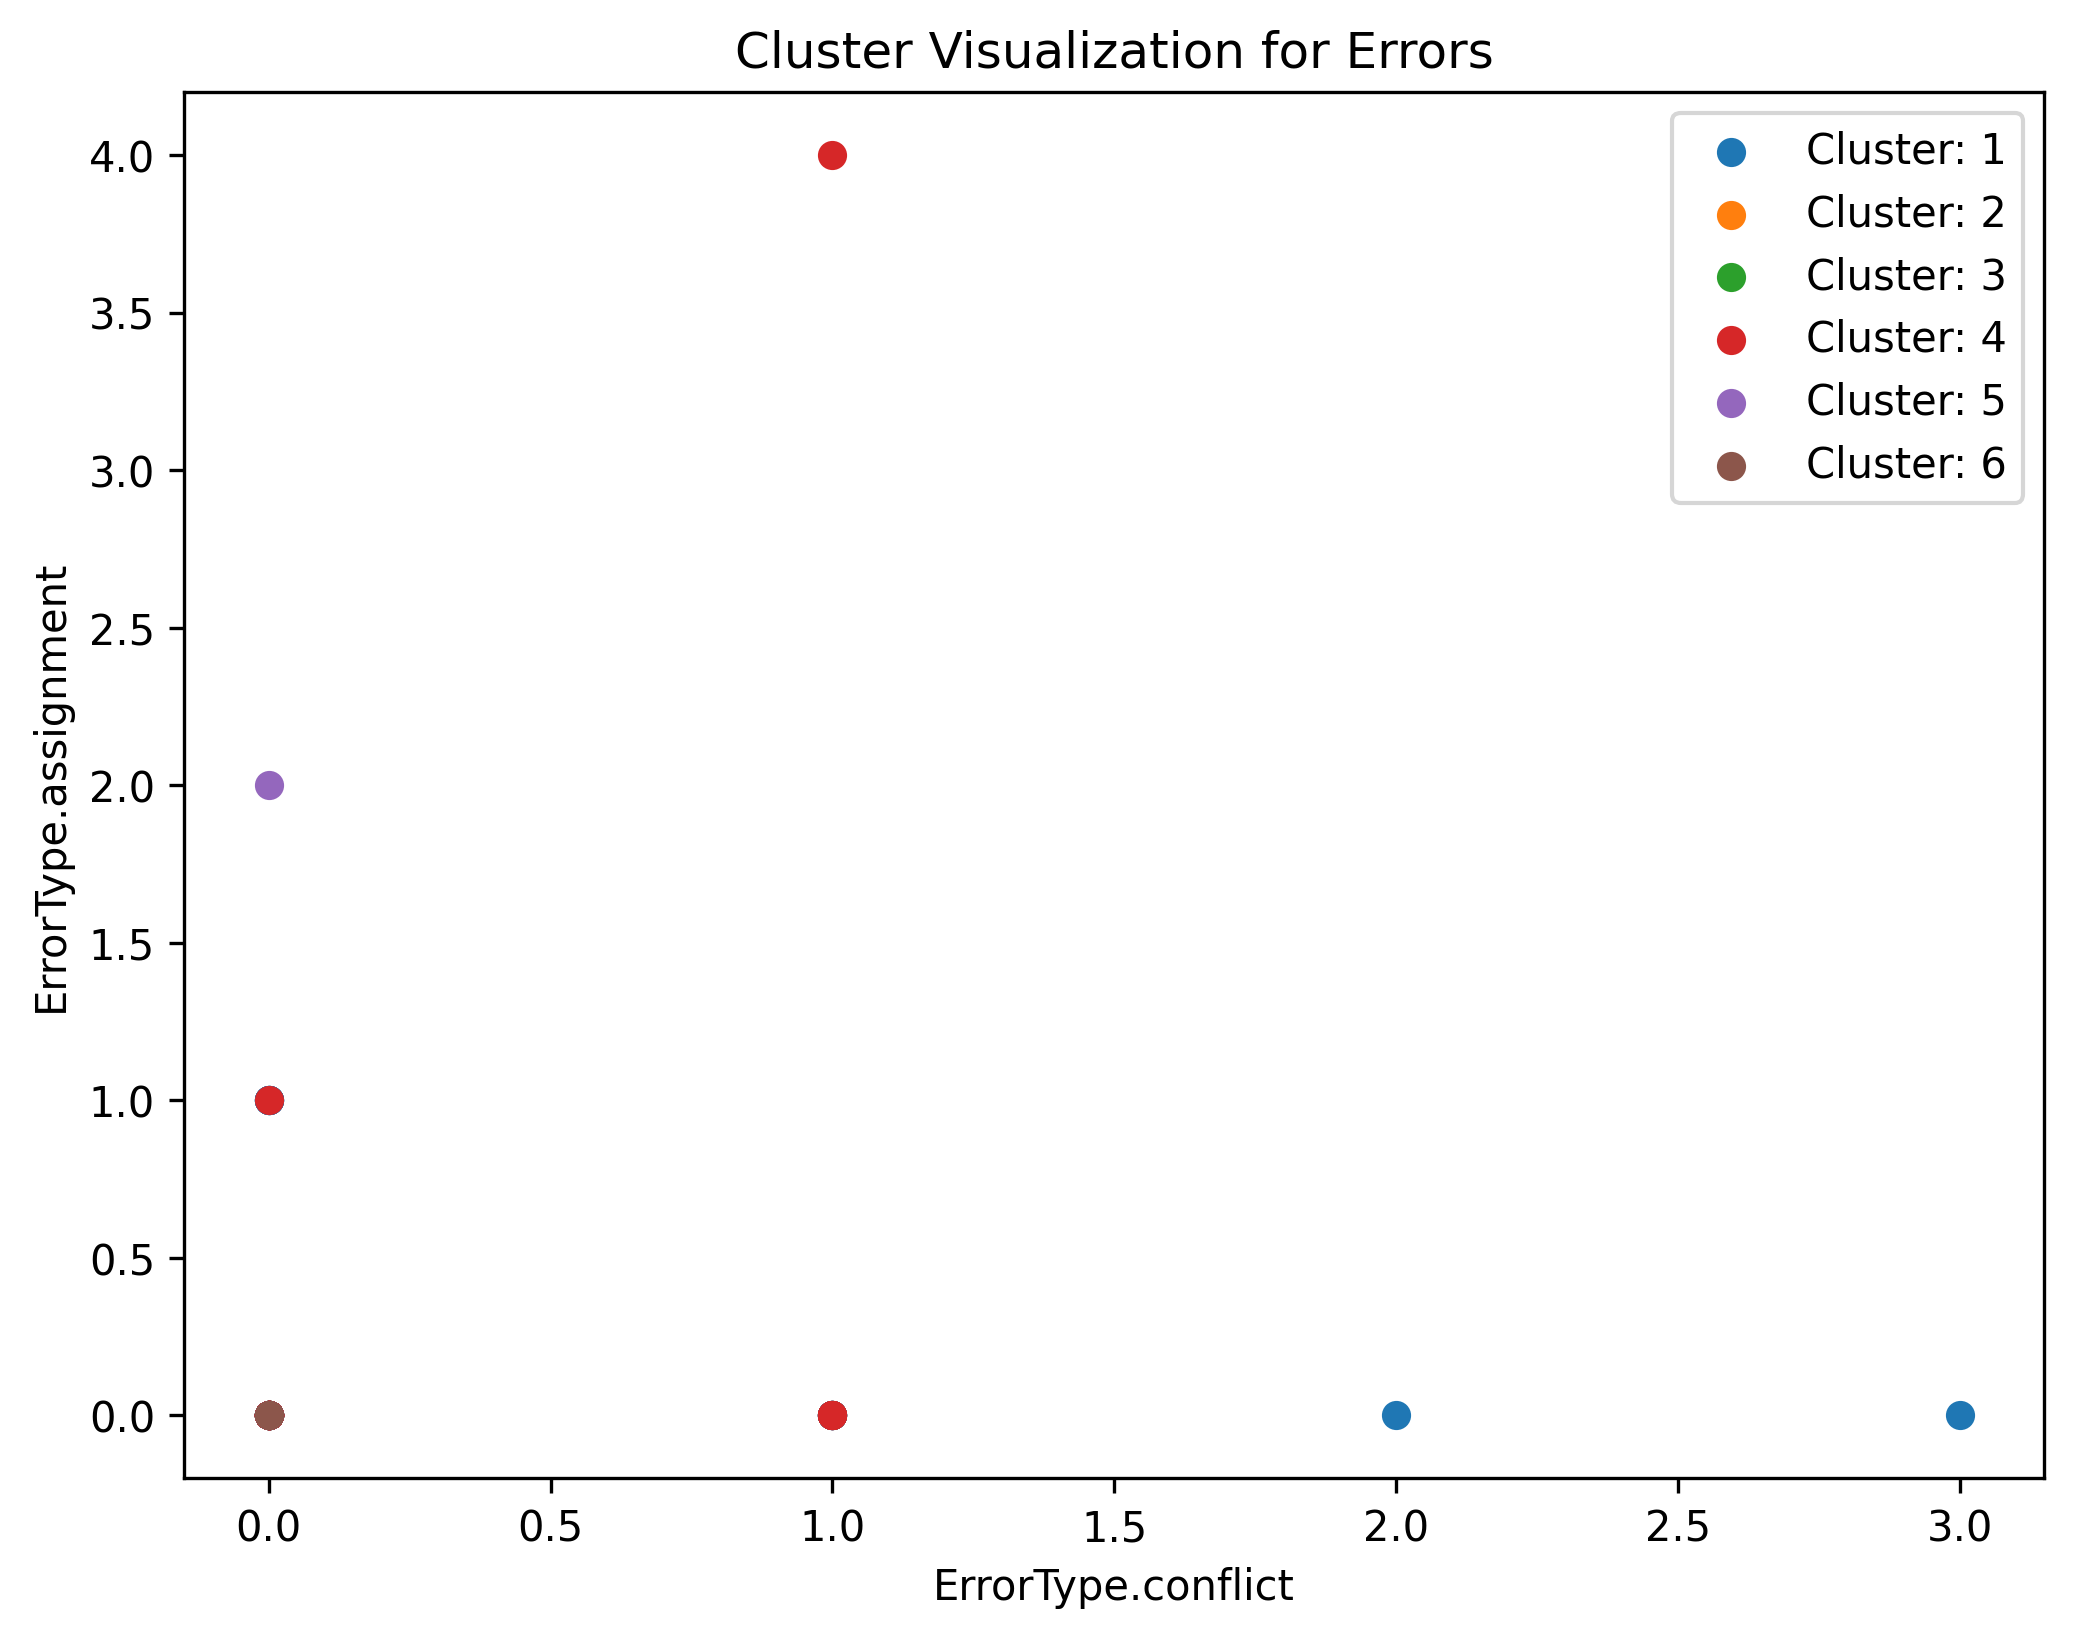 Cluster Visualization for Errors
Cluster: 1
Cluster: 2
Cluster: 3
Cluster: 4
Cluster: 5
Cluster: 6
ErrorType.assignment
4.0
3.5
3.0
2.5
2.0
1.5
1.0
0.5
0.0
0.0 0.5 1.0 1.5 2.0 2.5 3.0
ErrorType.conflict